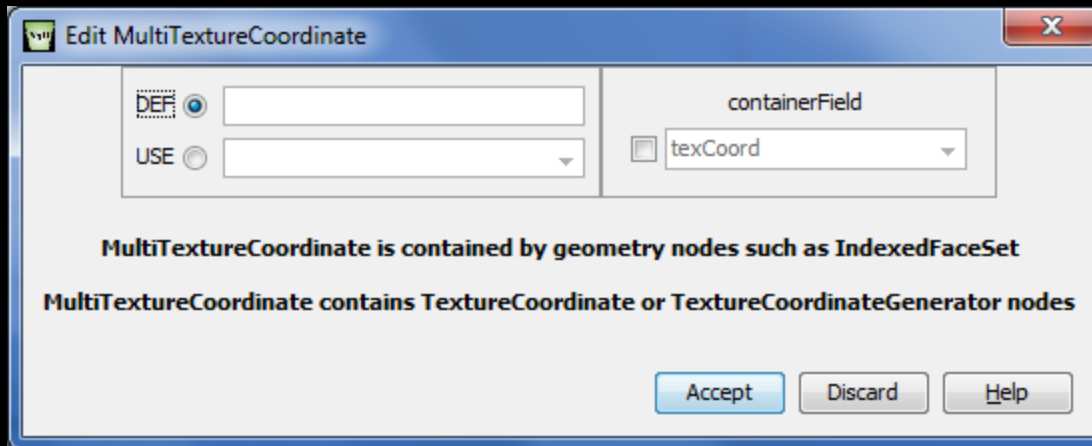 Edit MultiTextureCoordinate
DEF
USE
containerField
texCoord
MultiTextureCoordinate is contained by geometry nodes such as IndexedFaceSet
MultiTextureCoordinate contains TextureCoordinate or TextureCoordinateGenerator nodes
Accept Discard Help